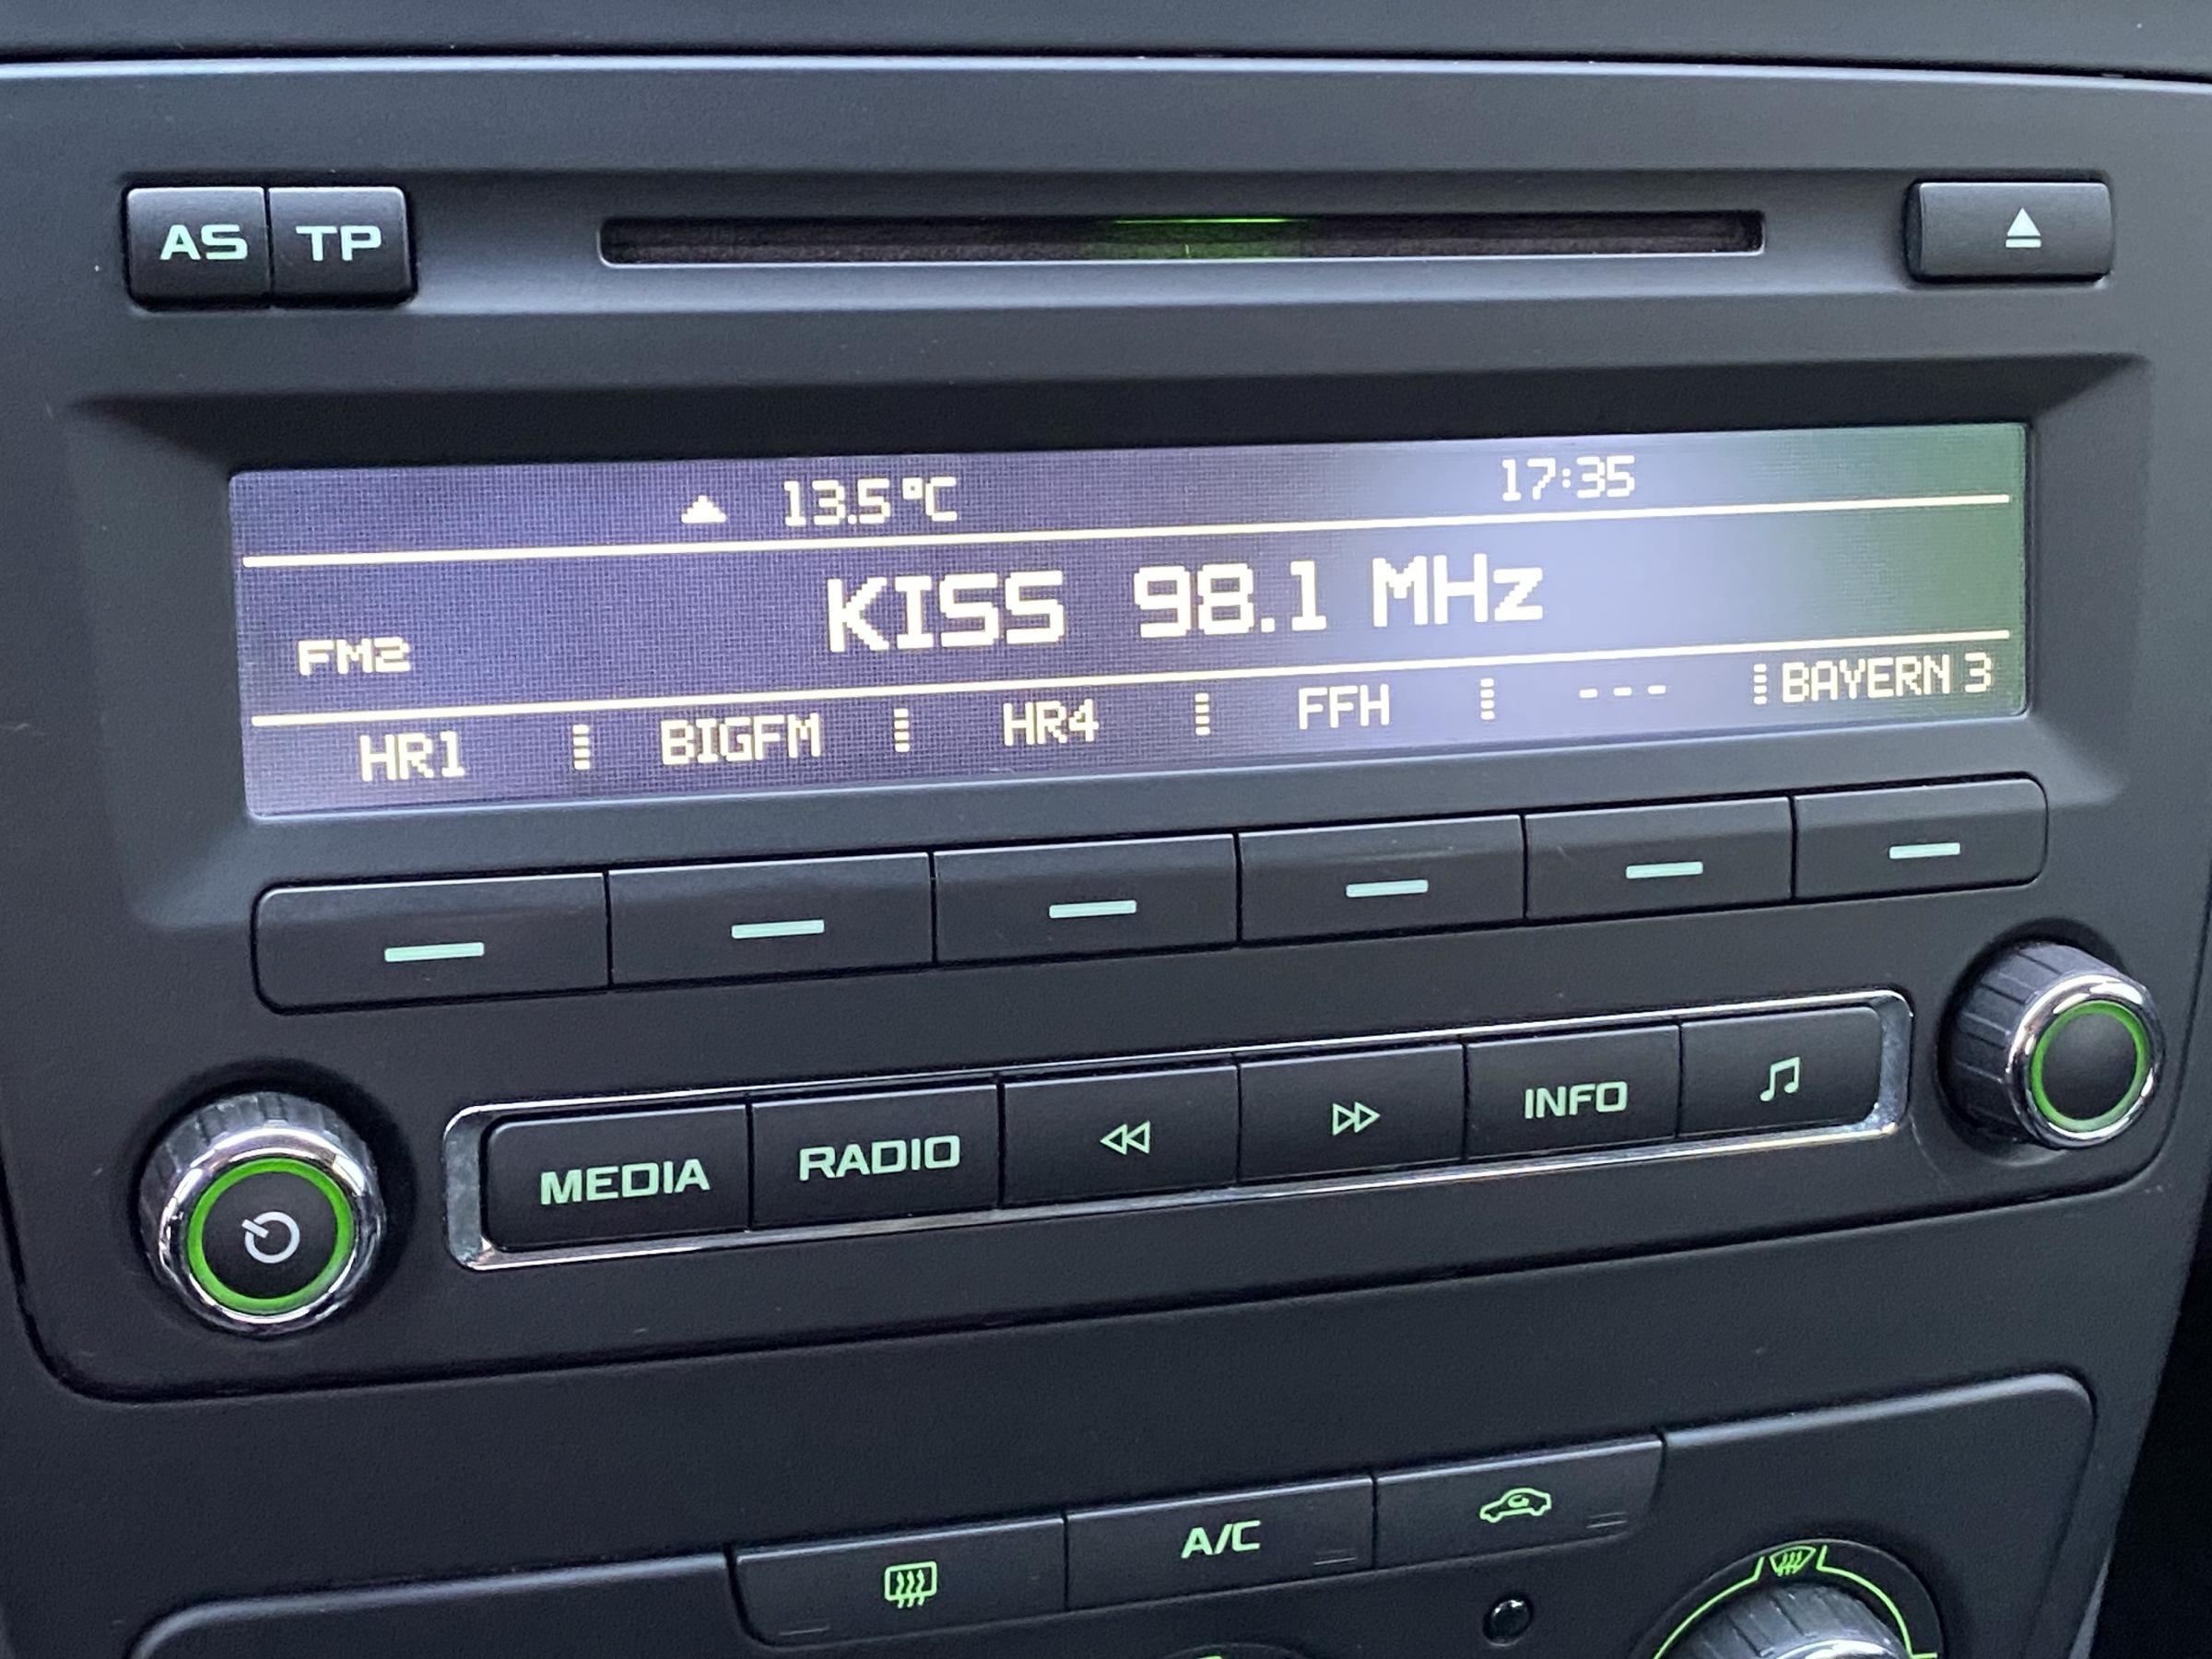 AS TP
13.5°C 17:35
KISS 98.1 MHz
FM2
HR1 BIGFM HR4 FFH --- BAYERN 3
MEDIA RADIO INFO
A/C